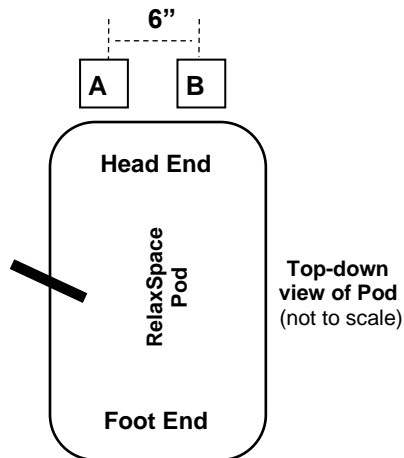 6”
A B
Head End
RelaxSpace
Pod
Top-down
view of Pod
(not to scale)
Foot End